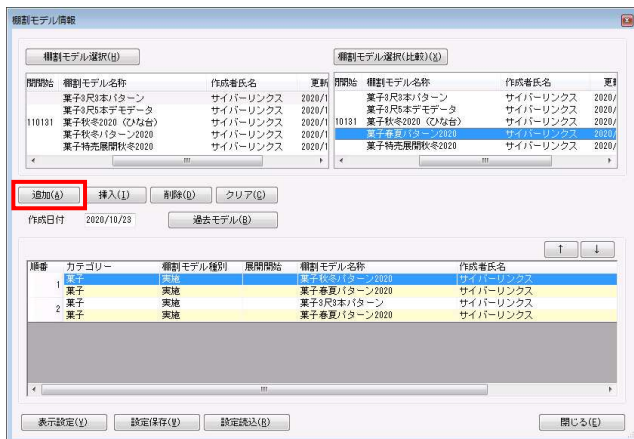 棚割モデル情報
棚割モデル選択(H) 棚割モデル選択(比較)(X)
開開始 棚割モデル名称 作成者氏名 更新 開開始 棚割モデル名称 作成者氏名 更新
菓子3尺3本パターン サイバーリンクス 2020/1 菓子3尺3本パターン サイバーリンクス 2020/
菓子3尺5本デモデータ サイバーリンクス 2020/1 菓子3尺5本デモデータ サイバーリンクス 2020/
110131 菓子秋冬2020（ひな台） サイバーリンクス 2020/1 10131 菓子秋冬2020（ひな台） サイバーリンクス 2020/
菓子秋冬パターン2020 サイバーリンクス 2020/1 菓子春夏パターン2020 サイバーリンクス 2020/
菓子特売展開秋冬2020 サイバーリンクス 2020/1 菓子特売展開秋冬2020 サイバーリンクス 2020/
追加(A) 挿入(I) 削除(D) クリア(C)
作成日付 2020/10/23 過去モデル(B)
↑ ↓
順番 カテゴリー 棚割モデル種別 展開開始 棚割モデル名称 作成者氏名
1 菓子 実施 菓子秋冬パターン2020 サイバーリンクス
菓子 実施 菓子春夏パターン2020 サイバーリンクス
2 菓子 実施 菓子3尺3本パターン サイバーリンクス
菓子 実施 菓子春夏パターン2020 サイバーリンクス
表示設定(V) 設定保存(W) 設定読込(R) 閉じる(E)